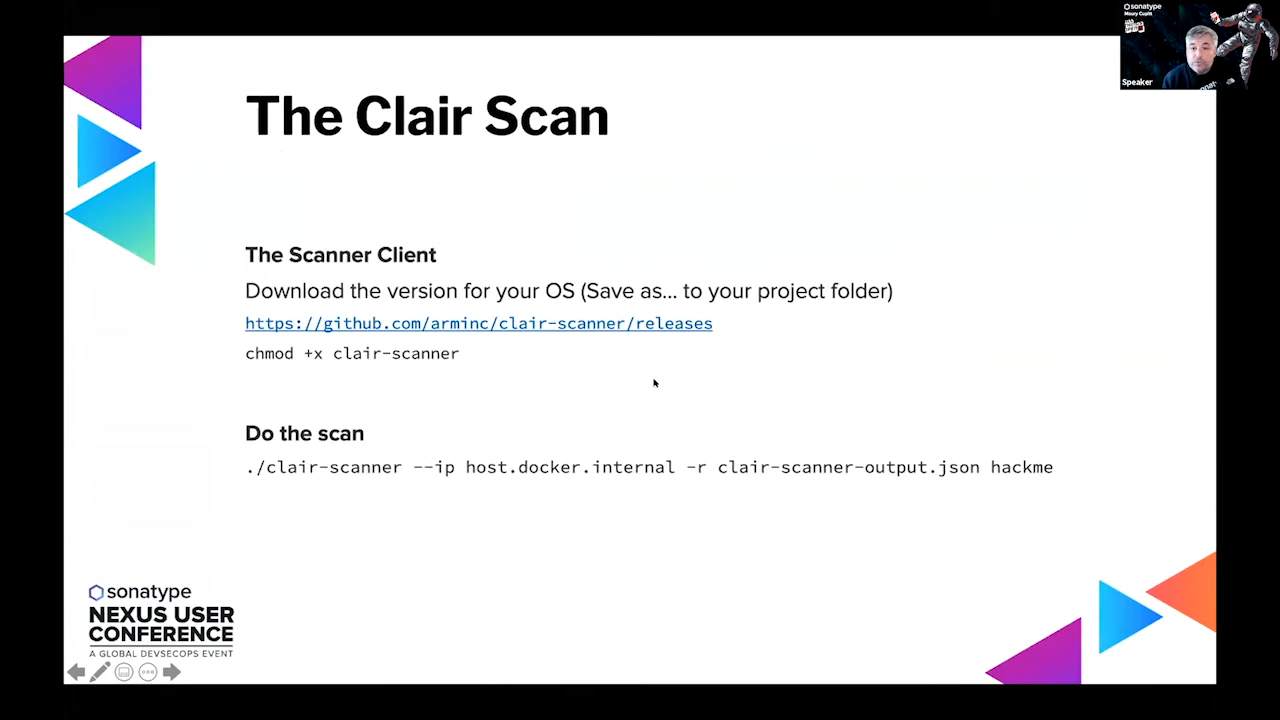 sonatype
Maury Cupitt
Speaker
The Clair Scan
The Scanner Client
Download the version for your OS (Save as... to your project folder)
https://github.com/arminc/clair-scanner/releases
chmod +x clair-scanner
Do the scan
./clair-scanner --ip host.docker.internal -r clair-scanner-output.json hackme
sonatype
NEXUS USER
CONFERENCE
A GLOBAL DEVSECOPS EVENT